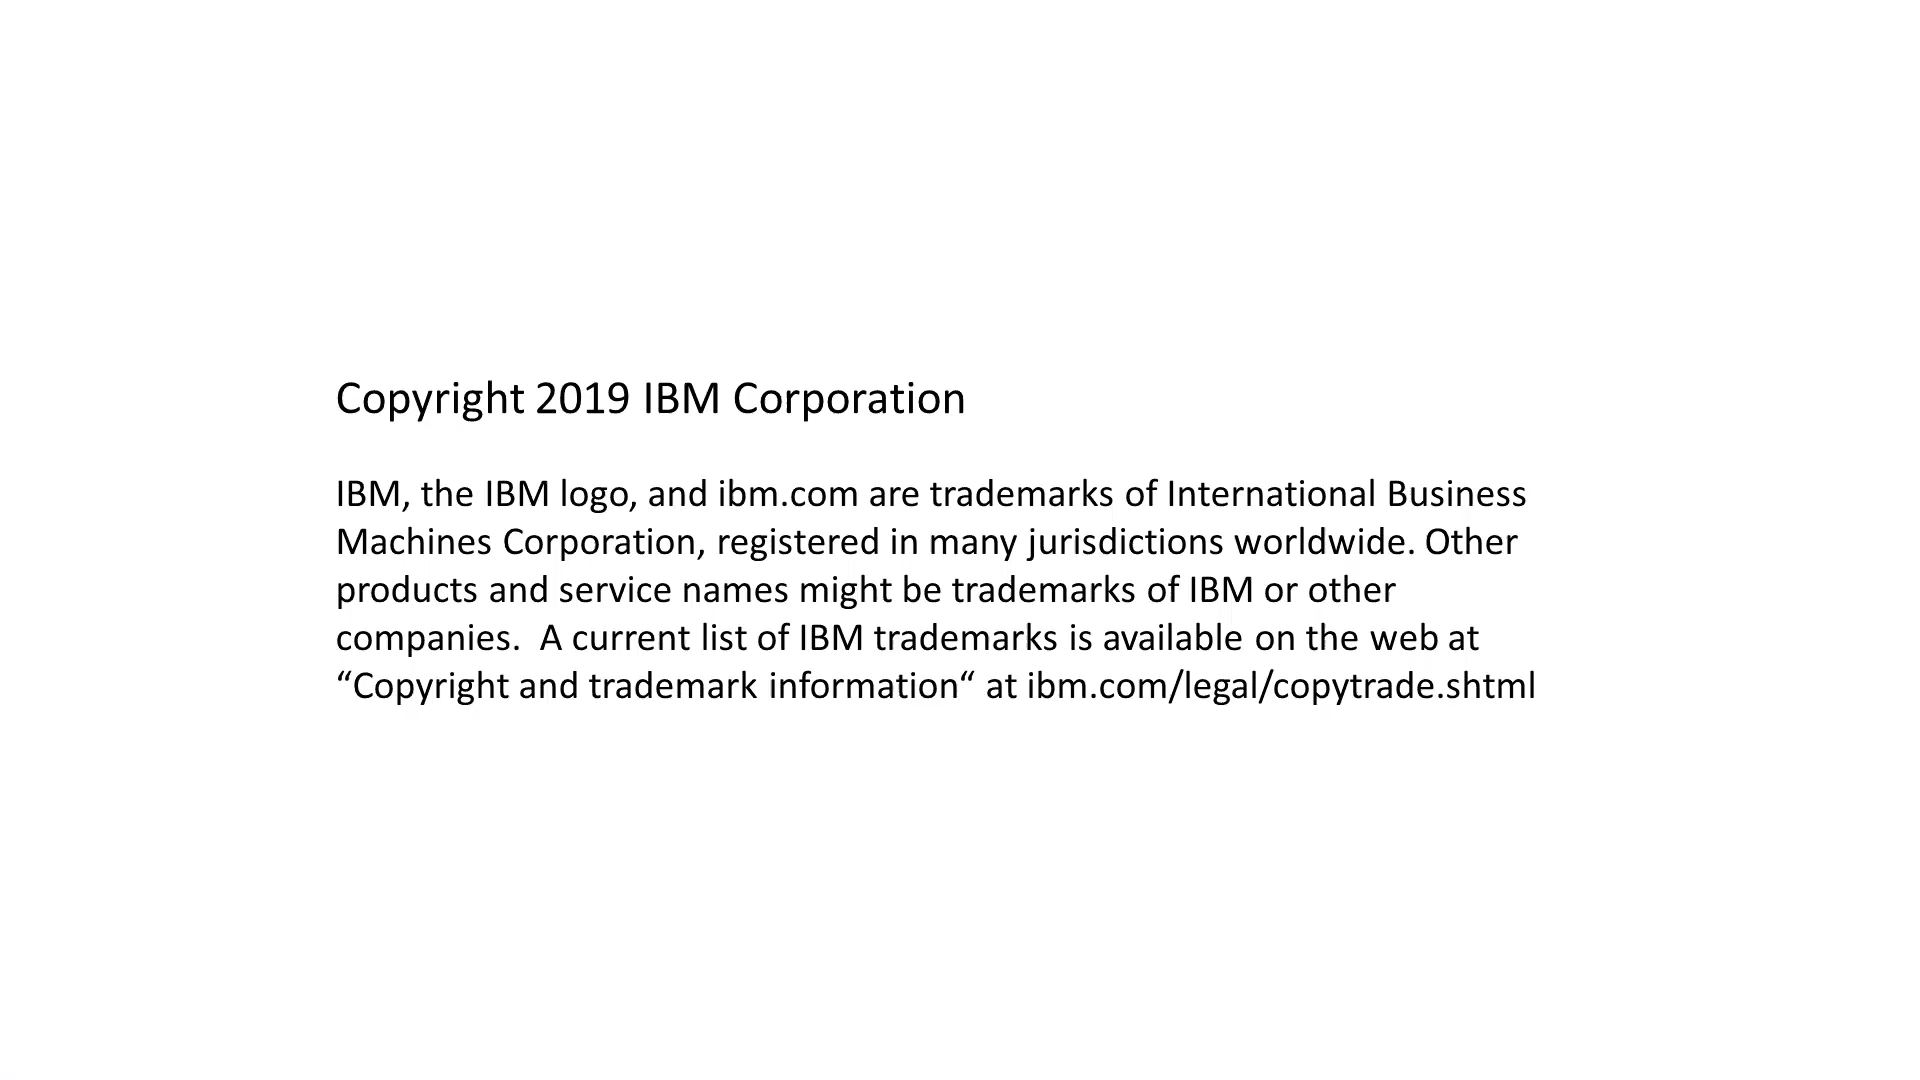 Copyright 2019 IBM Corporation
IBM, the IBM logo, and ibm.com are trademarks of International Business
Machines Corporation, registered in many jurisdictions worldwide. Other
products and service names might be trademarks of IBM or other
companies.  A current list of IBM trademarks is available on the web at
“Copyright and trademark information“ at ibm.com/legal/copytrade.shtml